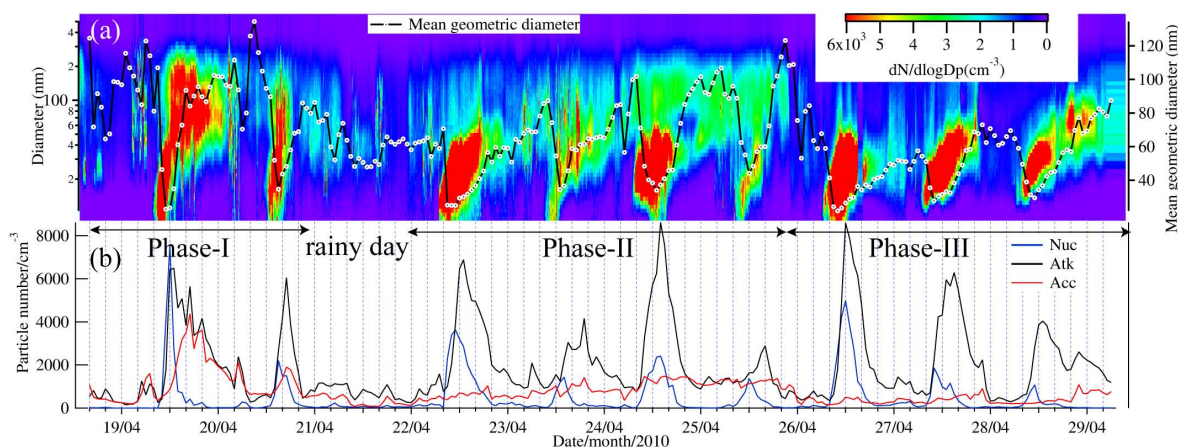 (a)
Mean geometric diameter
6x10³ 5 4 3 2 1 0
dN/dlogDp(cm⁻³)
Diameter (nm)
4
2
100
8
6
4
2
120
100
80
60
40
Mean geometric diameter (nm)
Phase-I rainy day Phase-II Phase-III
(b)
Nuc
Atk
Acc
Particle number/cm⁻³
8000
6000
4000
2000
0
19/04 20/04 21/04 22/04 23/04 24/04 25/04 26/04 27/04 28/04 29/04
Date/month/2010